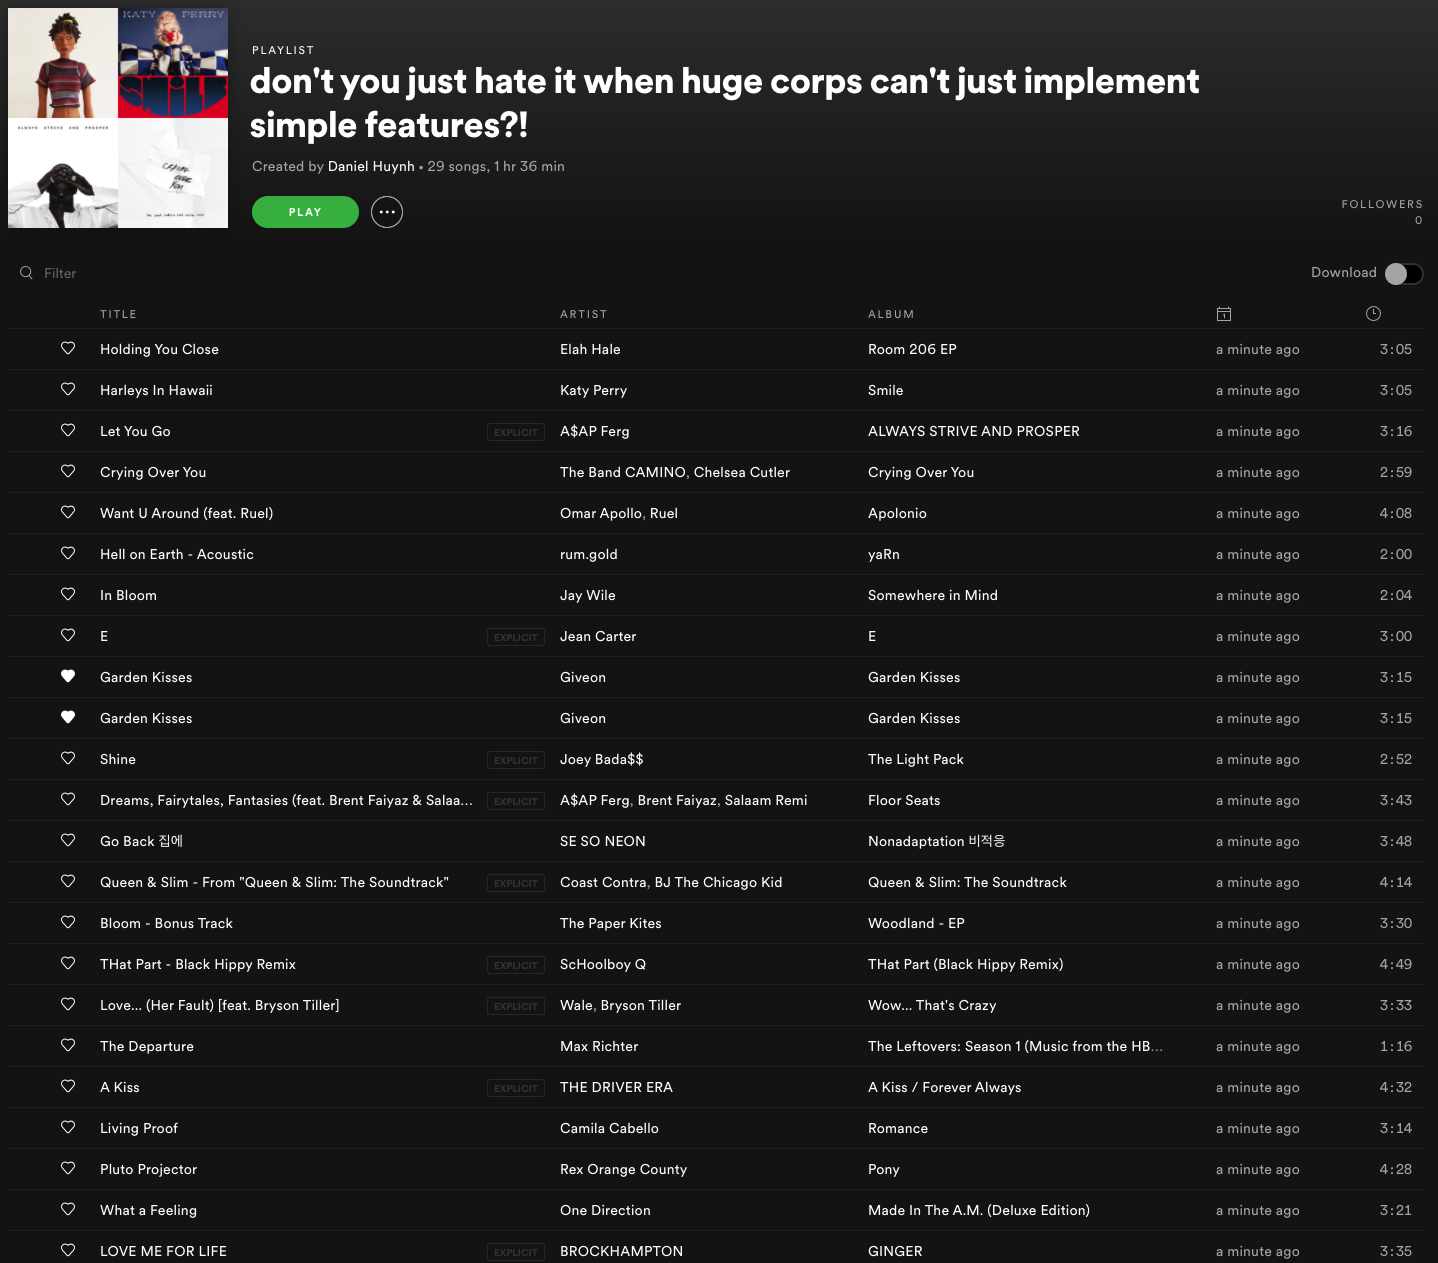 KATY PERRY
SMILE
ALWAYS STRIVE AND PROSPER
CRYING OVER YOU
PLAYLIST
don't you just hate it when huge corps can't just implement
simple features?!
Created by Daniel Huynh • 29 songs, 1 hr 36 min
PLAY
FOLLOWERS
0
Filter
Download
TITLE ARTIST ALBUM
Holding You Close Elah Hale Room 206 EP a minute ago 3:05
Harleys In Hawaii Katy Perry Smile a minute ago 3:05
Let You Go EXPLICIT A$AP Ferg ALWAYS STRIVE AND PROSPER a minute ago 3:16
Crying Over You The Band CAMINO, Chelsea Cutler Crying Over You a minute ago 2:59
Want U Around (feat. Ruel) Omar Apollo, Ruel Apolonio a minute ago 4:08
Hell on Earth - Acoustic rum.gold yaRn a minute ago 2:00
In Bloom Jay Wile Somewhere in Mind a minute ago 2:04
E EXPLICIT Jean Carter E a minute ago 3:00
Garden Kisses Giveon Garden Kisses a minute ago 3:15
Garden Kisses Giveon Garden Kisses a minute ago 3:15
Shine EXPLICIT Joey Bada$$ The Light Pack a minute ago 2:52
Dreams, Fairytales, Fantasies (feat. Brent Faiyaz & Salaa... EXPLICIT A$AP Ferg, Brent Faiyaz, Salaam Remi Floor Seats a minute ago 3:43
Go Back 집에 SE SO NEON Nonadaptation 비적응 a minute ago 3:48
Queen & Slim - From "Queen & Slim: The Soundtrack" EXPLICIT Coast Contra, BJ The Chicago Kid Queen & Slim: The Soundtrack a minute ago 4:14
Bloom - Bonus Track The Paper Kites Woodland - EP a minute ago 3:30
THat Part - Black Hippy Remix EXPLICIT ScHoolboy Q THat Part (Black Hippy Remix) a minute ago 4:49
Love... (Her Fault) [feat. Bryson Tiller] EXPLICIT Wale, Bryson Tiller Wow... That's Crazy a minute ago 3:33
The Departure Max Richter The Leftovers: Season 1 (Music from the HB... a minute ago 1:16
A Kiss EXPLICIT THE DRIVER ERA A Kiss / Forever Always a minute ago 4:32
Living Proof Camila Cabello Romance a minute ago 3:14
Pluto Projector Rex Orange County Pony a minute ago 4:28
What a Feeling One Direction Made In The A.M. (Deluxe Edition) a minute ago 3:21
LOVE ME FOR LIFE EXPLICIT BROCKHAMPTON GINGER a minute ago 3:35